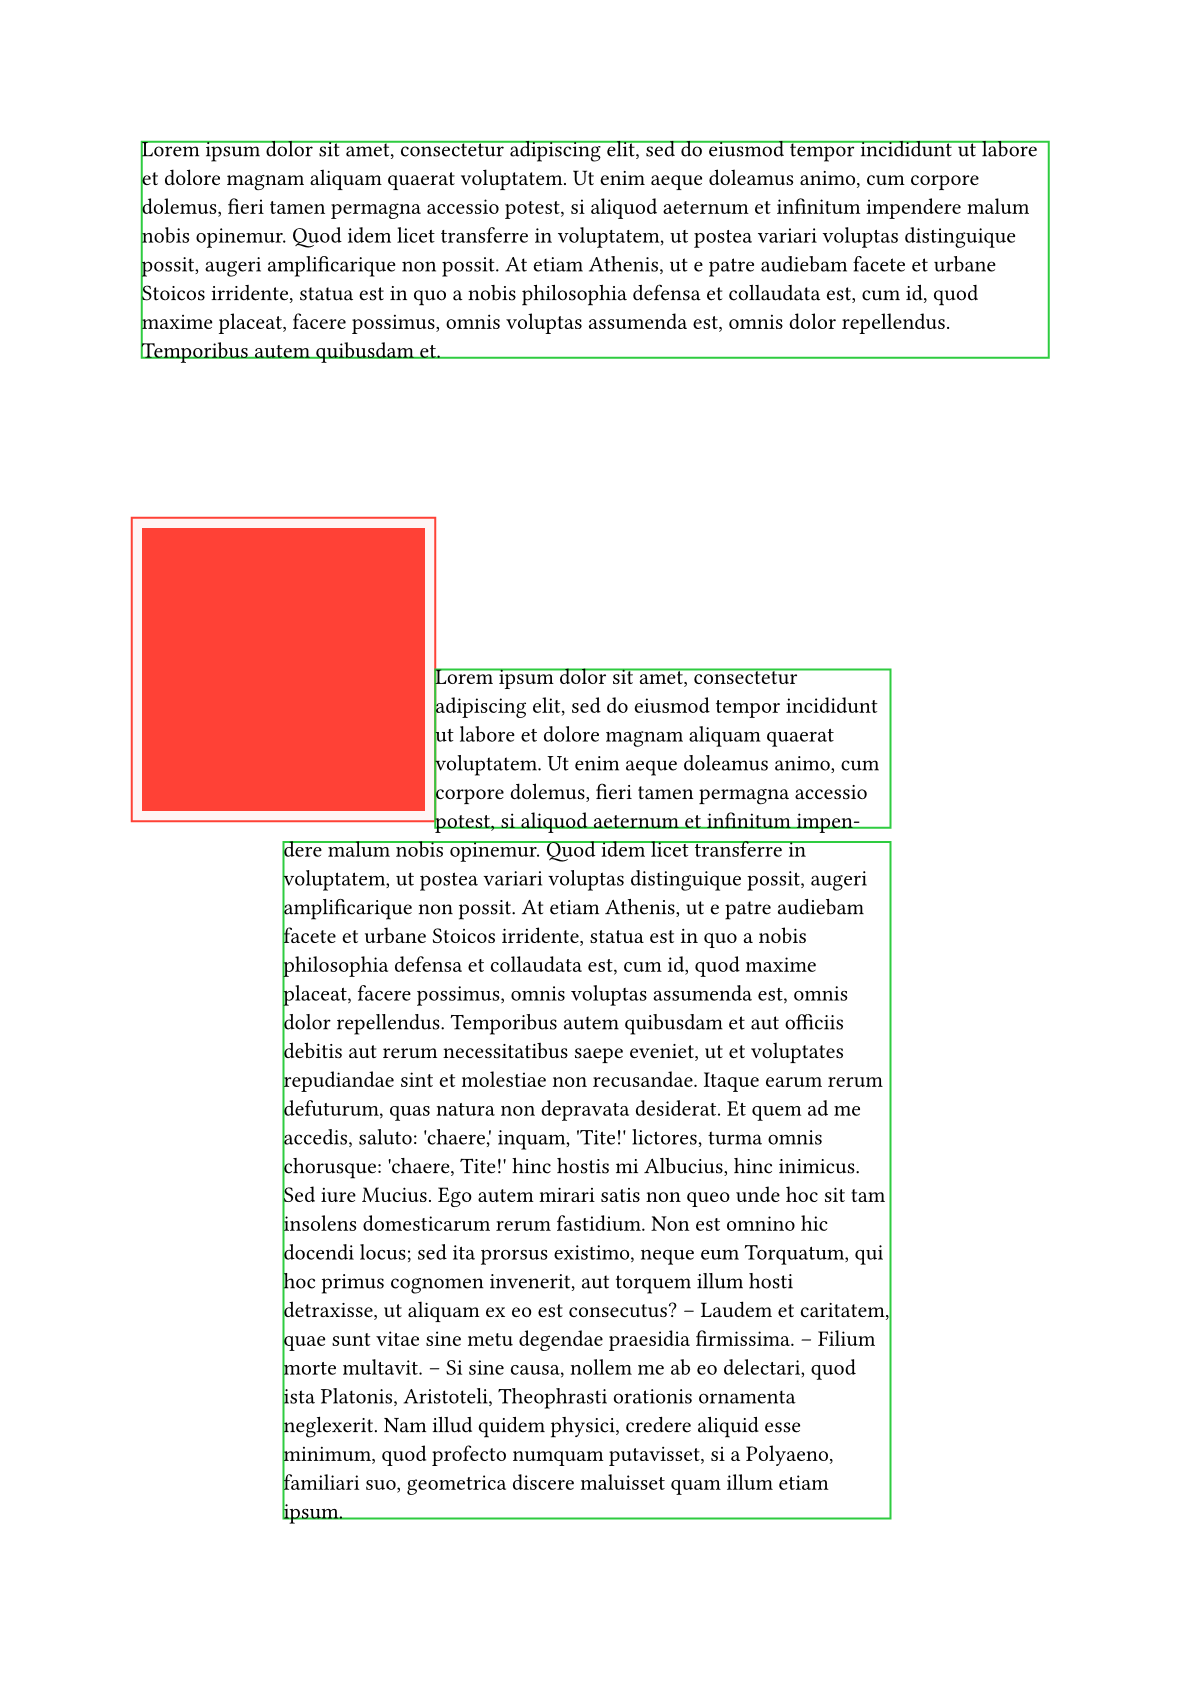 Lorem ipsum dolor sit amet, consectetur adipiscing elit, sed do eiusmod tempor incididunt ut labore
et dolore magnam aliquam quaerat voluptatem. Ut enim aeque doleamus animo, cum corpore
dolemus, fieri tamen permagna accessio potest, si aliquod aeternum et infinitum impendere malum
nobis opinemur. Quod idem licet transferre in voluptatem, ut postea variari voluptas distinguique
possit, augeri amplificarique non possit. At etiam Athenis, ut e patre audiebam facete et urbane
Stoicos irridente, statua est in quo a nobis philosophia defensa et collaudata est, cum id, quod
maxime placeat, facere possimus, omnis voluptas assumenda est, omnis dolor repellendus.
Temporibus autem quibusdam et.
Lorem ipsum dolor sit amet, consectetur
adipiscing elit, sed do eiusmod tempor incididunt
ut labore et dolore magnam aliquam quaerat
voluptatem. Ut enim aeque doleamus animo, cum
corpore dolemus, fieri tamen permagna accessio
potest, si aliquod aeternum et infinitum impen-
dere malum nobis opinemur. Quod idem licet transferre in
voluptatem, ut postea variari voluptas distinguique possit, augeri
amplificarique non possit. At etiam Athenis, ut e patre audiebam
facete et urbane Stoicos irridente, statua est in quo a nobis
philosophia defensa et collaudata est, cum id, quod maxime
placeat, facere possimus, omnis voluptas assumenda est, omnis
dolor repellendus. Temporibus autem quibusdam et aut officiis
debitis aut rerum necessitatibus saepe eveniet, ut et voluptates
repudiandae sint et molestiae non recusandae. Itaque earum rerum
defuturum, quas natura non depravata desiderat. Et quem ad me
accedis, saluto: 'chaere,' inquam, 'Tite!' lictores, turma omnis
chorusque: 'chaere, Tite!' hinc hostis mi Albucius, hinc inimicus.
Sed iure Mucius. Ego autem mirari satis non queo unde hoc sit tam
insolens domesticarum rerum fastidium. Non est omnino hic
docendi locus; sed ita prorsus existimo, neque eum Torquatum, qui
hoc primus cognomen invenerit, aut torquem illum hosti
detraxisse, ut aliquam ex eo est consecutus? – Laudem et caritatem,
quae sunt vitae sine metu degendae praesidia firmissima. – Filium
morte multavit. – Si sine causa, nollem me ab eo delectari, quod
ista Platonis, Aristoteli, Theophrasti orationis ornamenta
neglexerit. Nam illud quidem physici, credere aliquid esse
minimum, quod profecto numquam putavisset, si a Polyaeno,
familiari suo, geometrica discere maluisset quam illum etiam
ipsum.